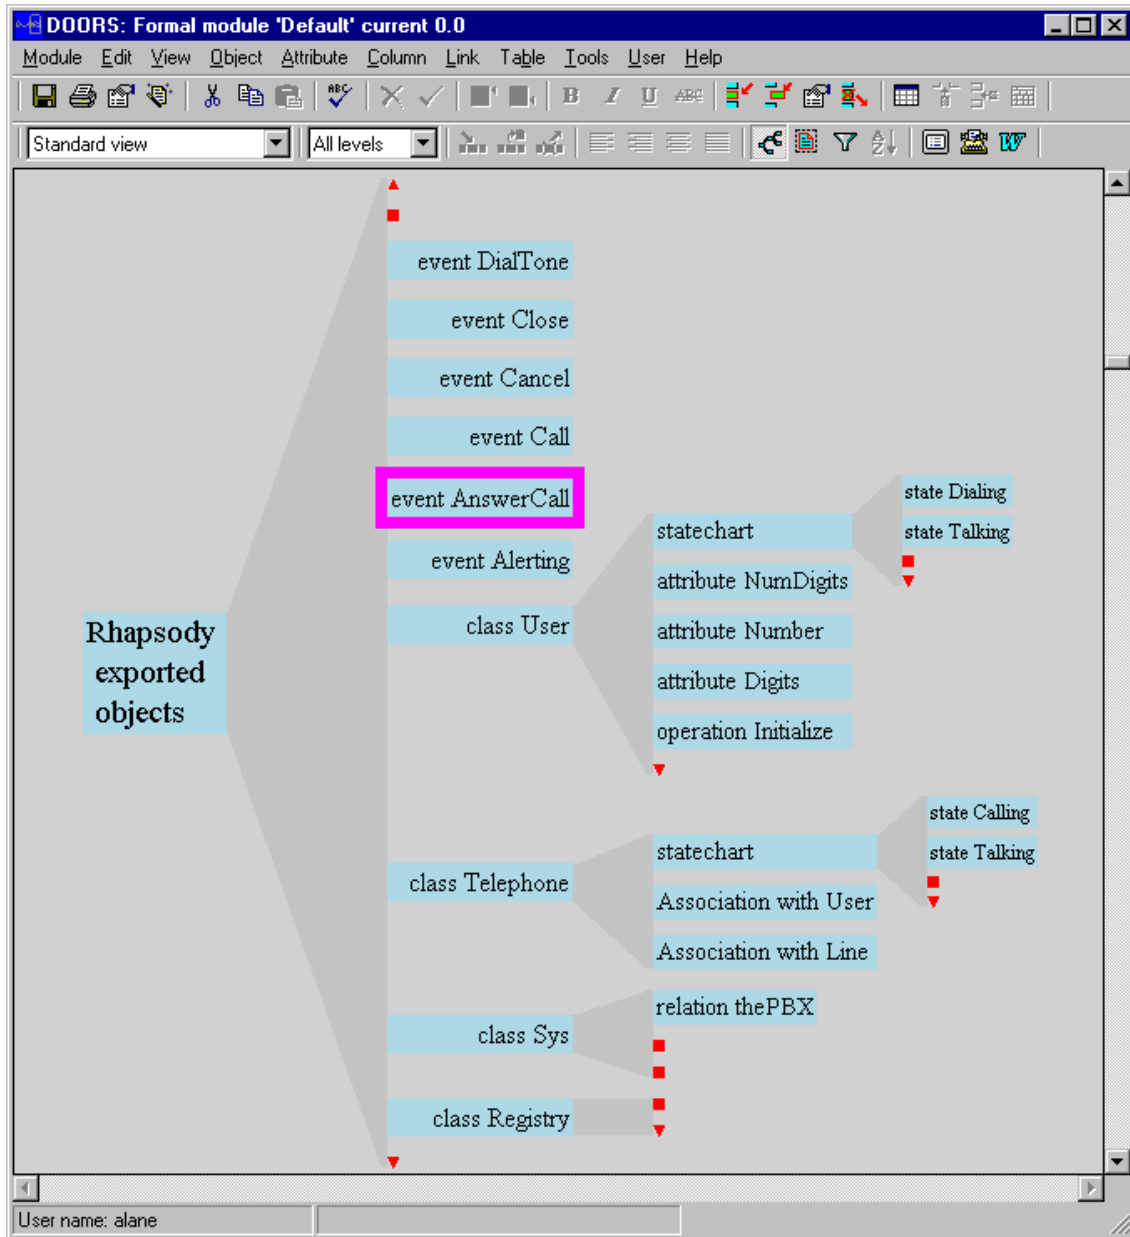 DOORS: Formal module 'Default' current 0.0
Module Edit View Object Attribute Column Link Table Tools User Help
ABC B I U ABC
Standard view All levels A Z W
event DialTone
event Close
event Cancel
event Call
event AnswerCall
event Alerting
class User
statechart
state Dialing
state Talking
attribute NumDigits
attribute Number
attribute Digits
operation Initialize
Rhapsody
exported
objects
class Telephone
statechart
state Calling
state Talking
Association with User
Association with Line
class Sys
relation thePBX
class Registry
User name: alane